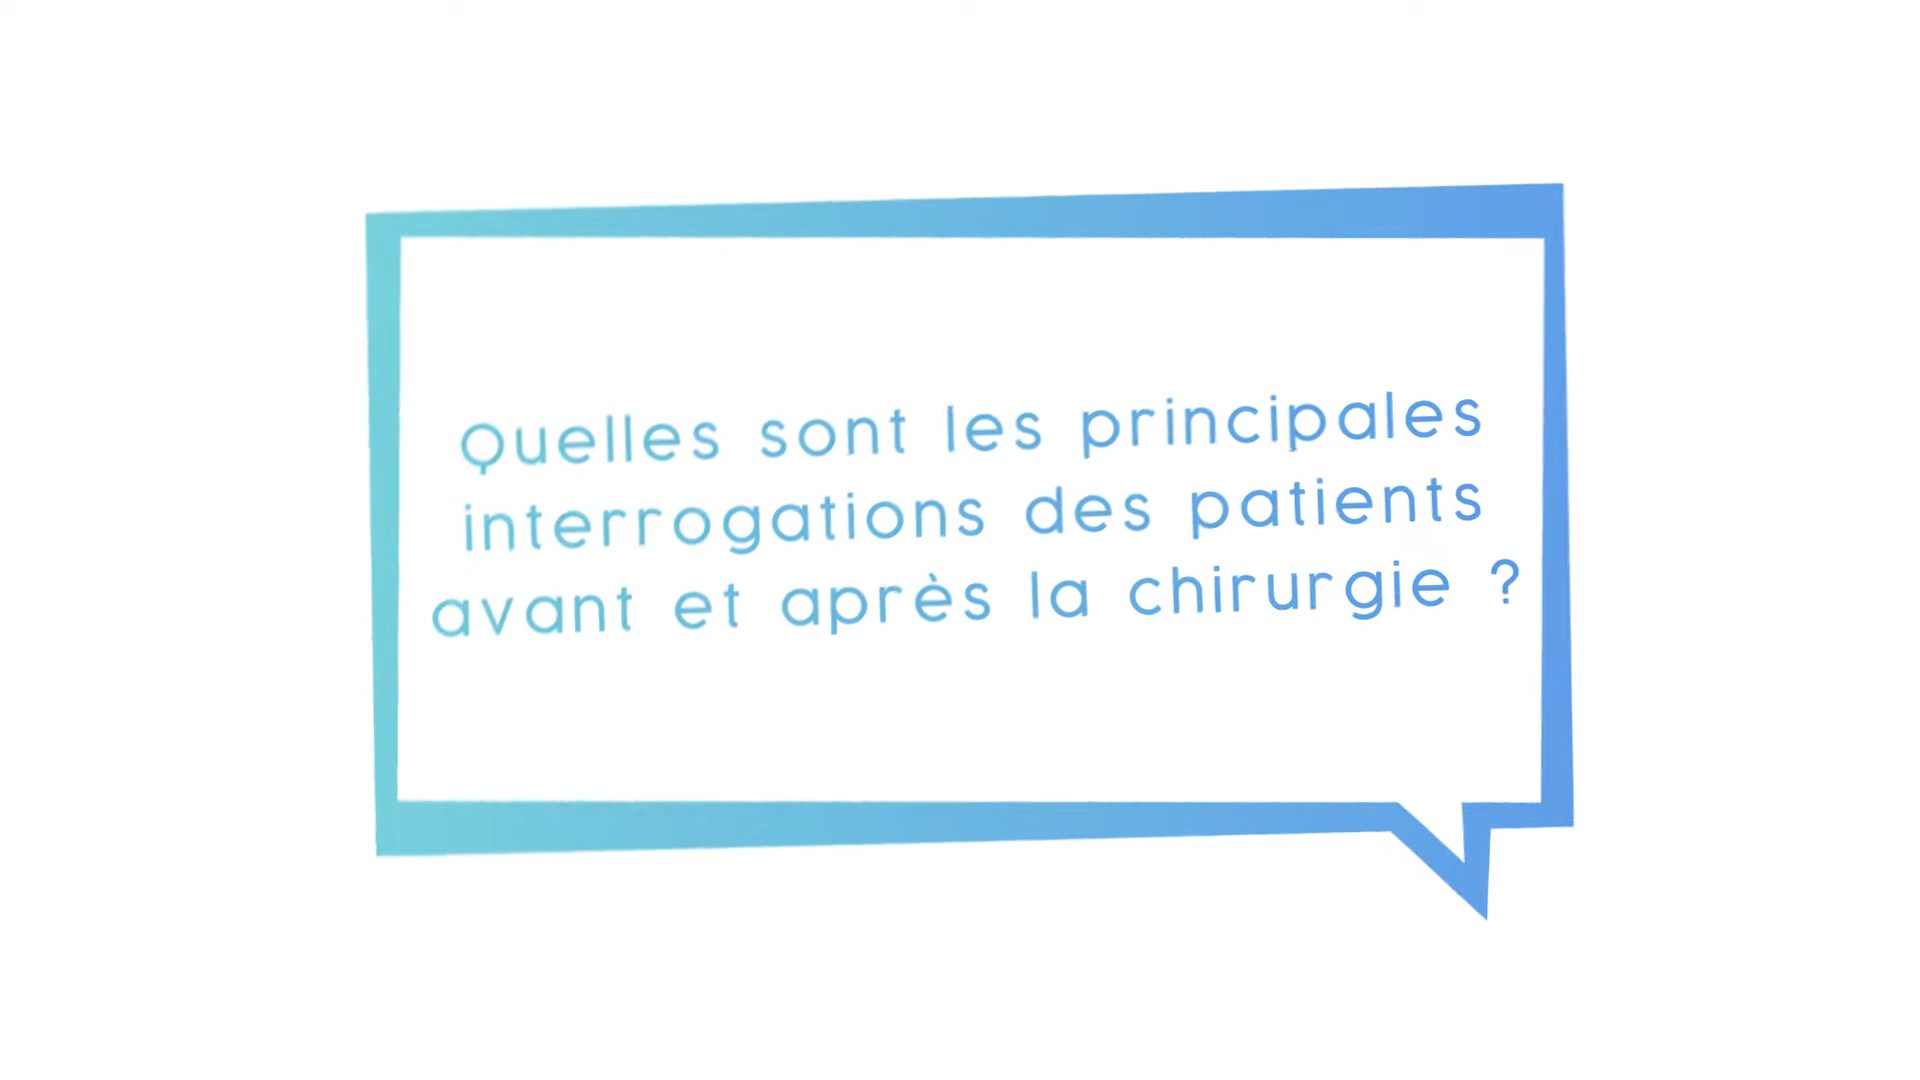 Quelles sont les principales
interrogations des patients
avant et après la chirurgie ?